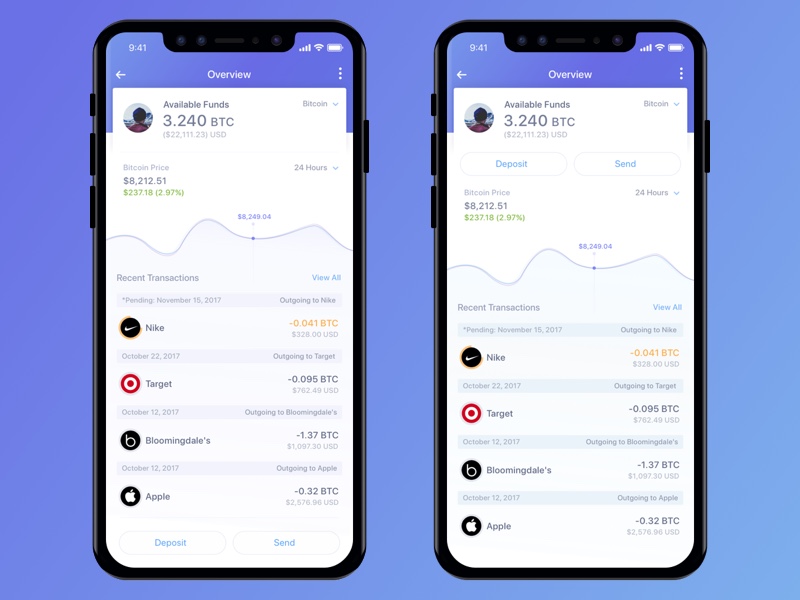 9:41
Overview
Available Funds
Bitcoin
3.240 BTC
($22,111.23) USD
Bitcoin Price
24 Hours
$8,212.51
$237.18 (2.97%)
$8,249.04
Recent Transactions
View All
*Pending: November 15, 2017
Outgoing to Nike
Nike
-0.041 BTC
$328.00 USD
October 22, 2017
Outgoing to Target
Target
-0.095 BTC
$762.49 USD
October 12, 2017
Outgoing to Bloomingdale's
Bloomingdale's
-1.37 BTC
$1,097.30 USD
October 12, 2017
Outgoing to Apple
Apple
-0.32 BTC
$2,576.96 USD
Deposit
Send
9:41
Overview
Available Funds
Bitcoin
3.240 BTC
($22,111.23) USD
Deposit
Send
Bitcoin Price
24 Hours
$8,212.51
$237.18 (2.97%)
$8,249.04
Recent Transactions
View All
*Pending: November 15, 2017
Outgoing to Nike
Nike
-0.041 BTC
$328.00 USD
October 22, 2017
Outgoing to Target
Target
-0.095 BTC
$762.49 USD
October 12, 2017
Outgoing to Bloomingdale's
Bloomingdale's
-1.37 BTC
$1,097.30 USD
October 12, 2017
Outgoing to Apple
Apple
-0.32 BTC
$2,576.96 USD